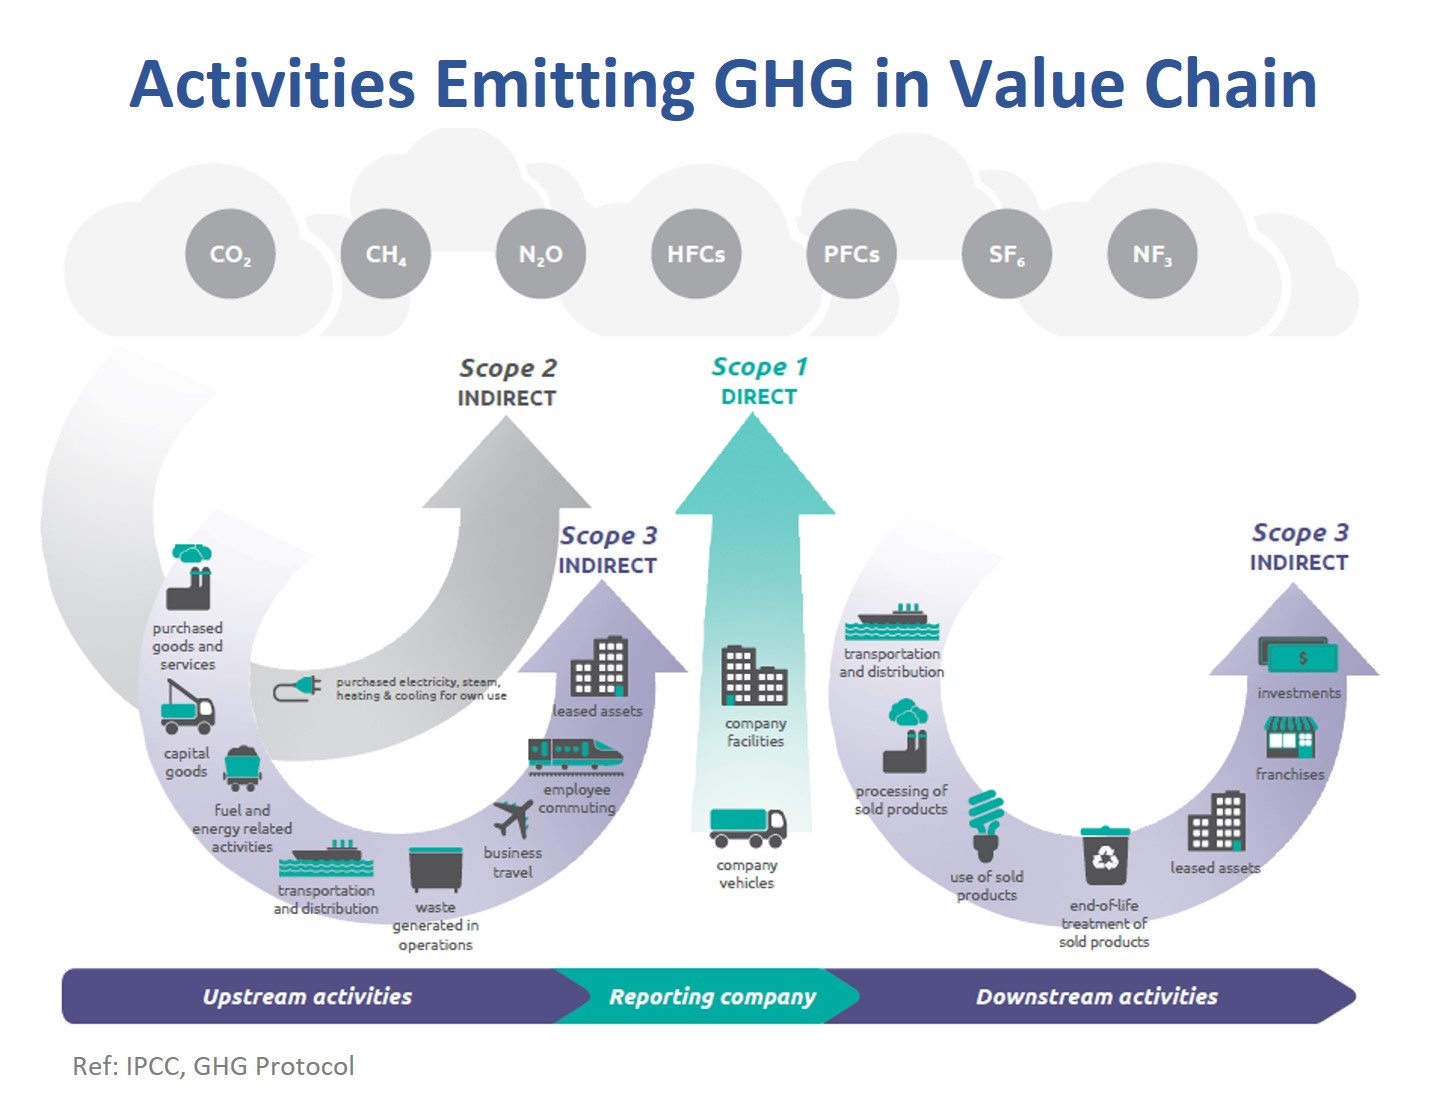 Activities Emitting GHG in Value Chain
CO₂
CH₄
N₂O
HFCs
PFCs
SF₆
NF₃
Scope 2
INDIRECT
Scope 1
DIRECT
Scope 3
INDIRECT
Scope 3
INDIRECT
purchased
goods and
services
capital
goods
fuel and
energy related
activities
transportation
and distribution
waste
generated in
operations
business
travel
employee
commuting
leased assets
purchased electricity, steam,
heating & cooling for own use
company
facilities
company
vehicles
transportation
and distribution
processing of
sold products
use of sold
products
end-of-life
treatment of
sold products
leased assets
franchises
$
investments
Upstream activities
Reporting company
Downstream activities
Ref: IPCC, GHG Protocol